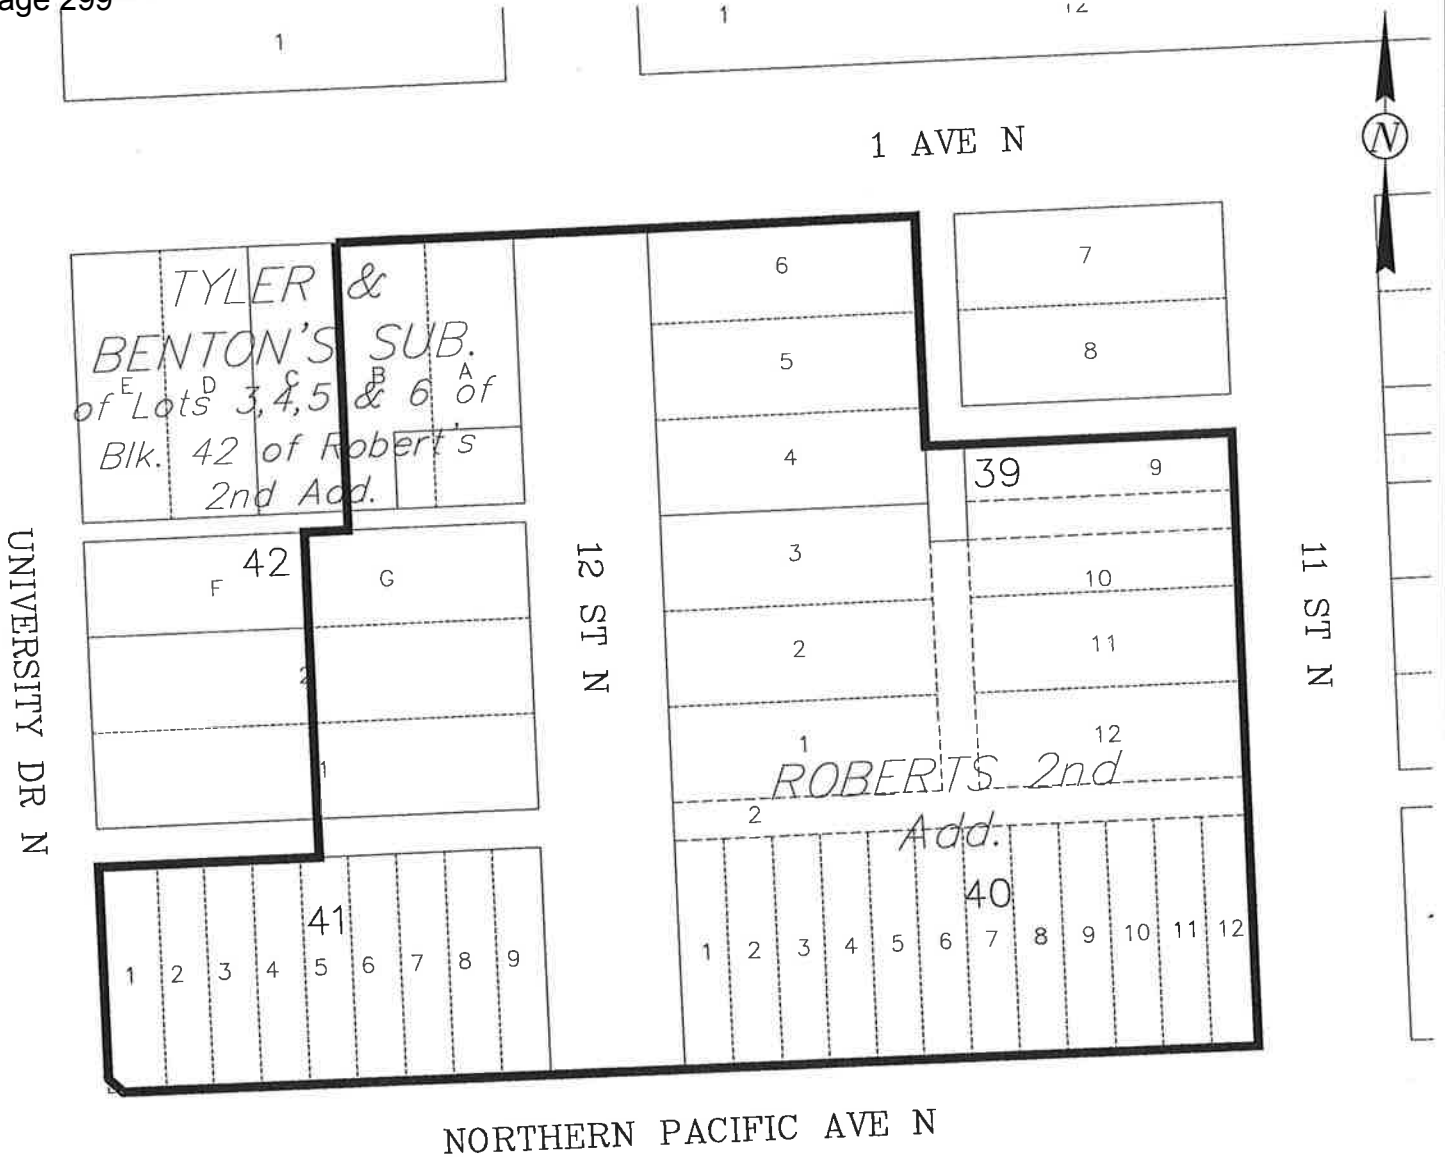 age 299
1
1
12
1 AVE N
N
TYLER &
BENTON'S SUB.
E D C B A
of Lots 3,4,5 & 6 of
Blk. 42 of Robert's
2nd Add.
6
5
4
3
2
1
7
8
39
9
10
11
12
42
F
G
2
1
UNIVERSITY DR N
12 ST N
11 ST N
ROBERTS 2nd
2
Add.
41
1 2 3 4 5 6 7 8 9
40
1 2 3 4 5 6 7 8 9 10 11 12
NORTHERN PACIFIC AVE N